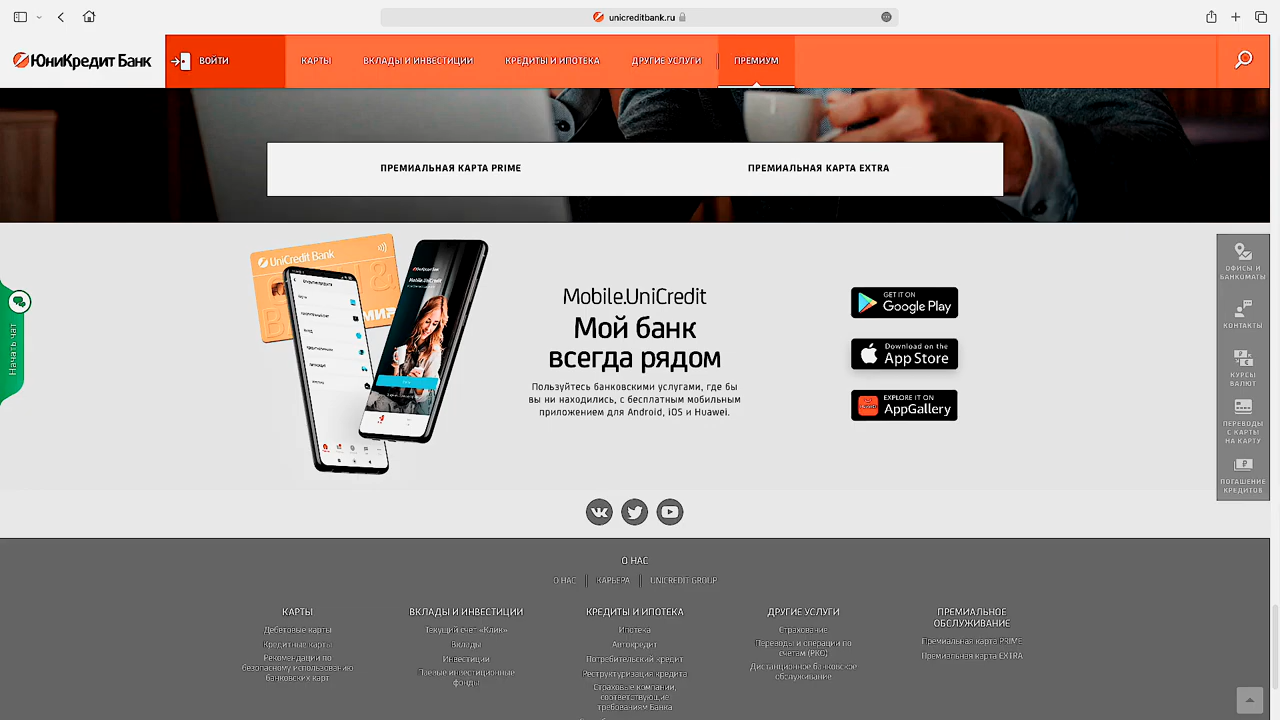 unicreditbank.ru
ЮниКредит Банк
ВОЙТИ
КАРТЫ
ВКЛАДЫ И ИНВЕСТИЦИИ
КРЕДИТЫ И ИПОТЕКА
ДРУГИЕ УСЛУГИ
ПРЕМИУМ
ПРЕМИАЛЬНАЯ КАРТА PRIME
ПРЕМИАЛЬНАЯ КАРТА EXTRA
UniCredit Bank
Mobile.UniCredit
Мой банк
всегда рядом
Пользуйтесь банковскими услугами, где бы
вы ни находились, с бесплатным мобильным
приложением для Android, iOS и Huawei.
GET IT ON
Google Play
Download on the
App Store
EXPLORE IT ON
AppGallery
Начать чат
ОФИСЫ И
БАНКОМАТЫ
КОНТАКТЫ
КУРСЫ
ВАЛЮТ
ПЕРЕВОДЫ
С КАРТЫ
НА КАРТУ
ПОГАШЕНИЕ
КРЕДИТОВ
О НАС
О НАС
КАРЬЕРА
UNICREDIT GROUP
КАРТЫ
Дебетовые карты
Кредитные карты
Рекомендации по
безопасному использованию
банковских карт
ВКЛАДЫ И ИНВЕСТИЦИИ
Текущий счет «Клик»
Вклады
Инвестиции
Паевые инвестиционные
фонды
КРЕДИТЫ И ИПОТЕКА
Ипотека
Автокредит
Потребительский кредит
Реструктуризация кредита
Страховые компании,
соответствующие
требованиям Банка
ДРУГИЕ УСЛУГИ
Страхование
Переводы и операции по
счетам (РКО)
Дистанционное банковское
обслуживание
ПРЕМИАЛЬНОЕ
ОБСЛУЖИВАНИЕ
Премиальная карта PRIME
Премиальная карта EXTRA